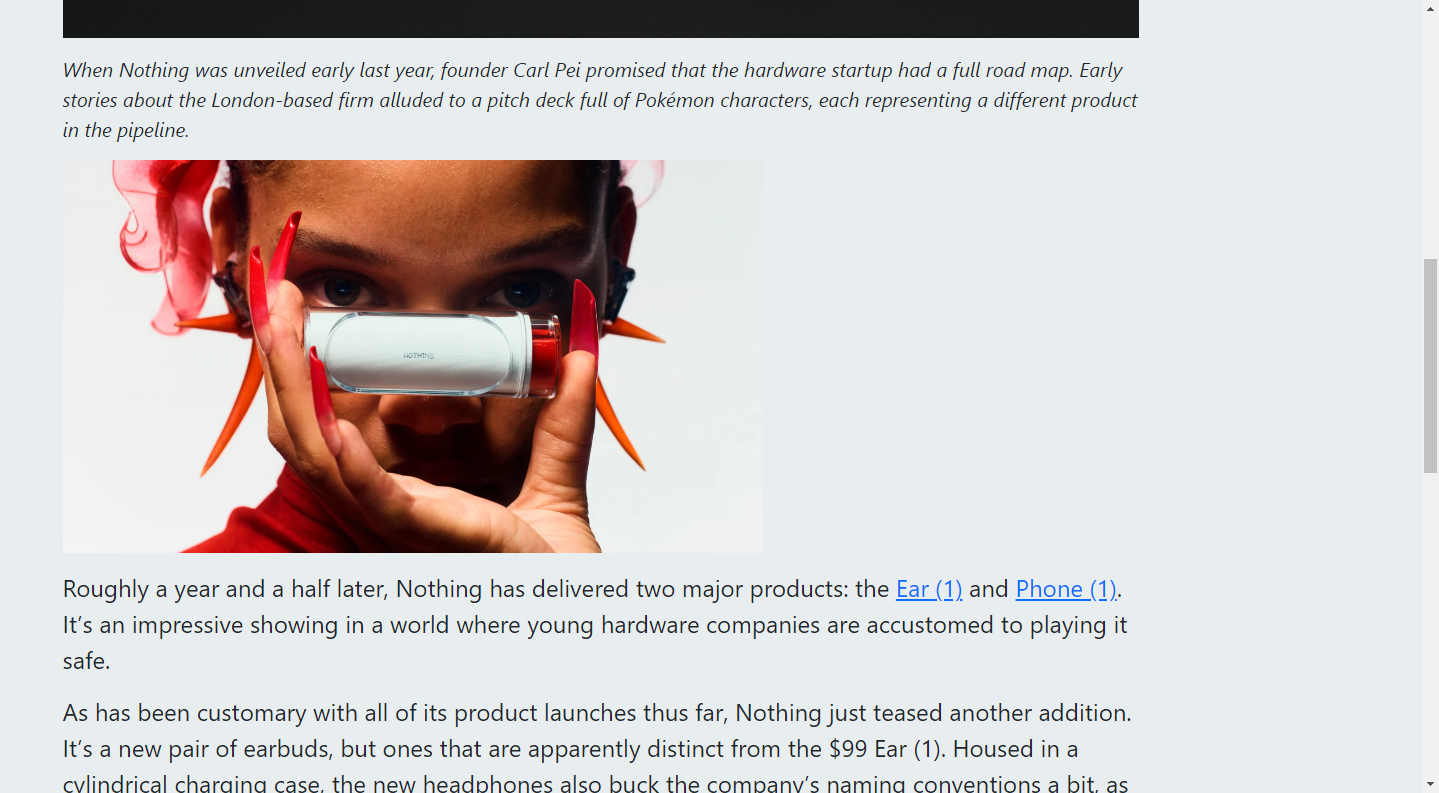 When Nothing was unveiled early last year, founder Carl Pei promised that the hardware startup had a full road map. Early
stories about the London-based firm alluded to a pitch deck full of Pokémon characters, each representing a different product
in the pipeline.
NOTHING
Roughly a year and a half later, Nothing has delivered two major products: the Ear (1) and Phone (1).
It’s an impressive showing in a world where young hardware companies are accustomed to playing it
safe.
As has been customary with all of its product launches thus far, Nothing just teased another addition.
It’s a new pair of earbuds, but ones that are apparently distinct from the $99 Ear (1). Housed in a
cylindrical charging case, the new headphones also buck the company’s naming conventions a bit, as